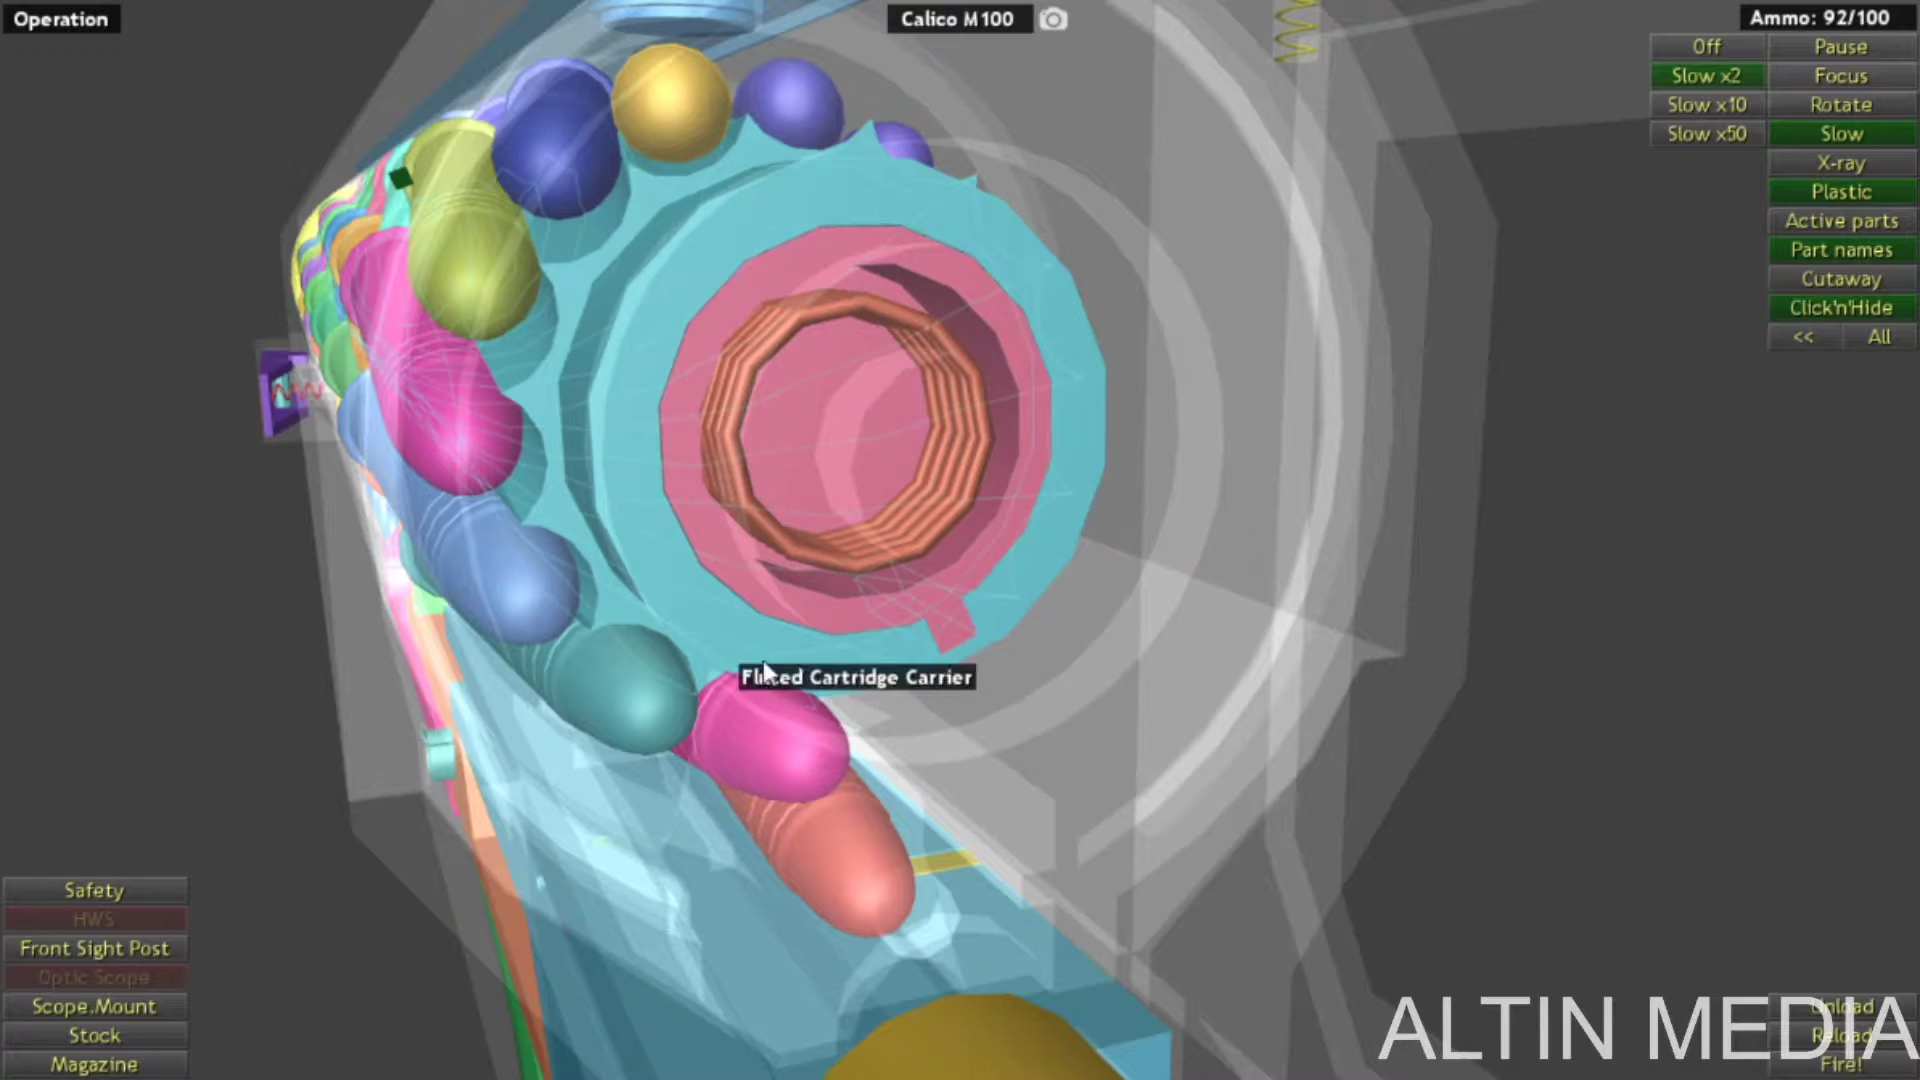 Operation
Calico M100
Ammo: 92/100
Off
Pause
Slow x2
Focus
Slow x10
Rotate
Slow x50
Slow
X-ray
Plastic
Active parts
Part names
Cutaway
Click'n'Hide
<<
All
Fluted Cartridge Carrier
Safety
HWS
Front Sight Post
Optic Scope
Scope.Mount
Stock
Magazine
Unload
Reload
Fire!
ALTIN MEDIA